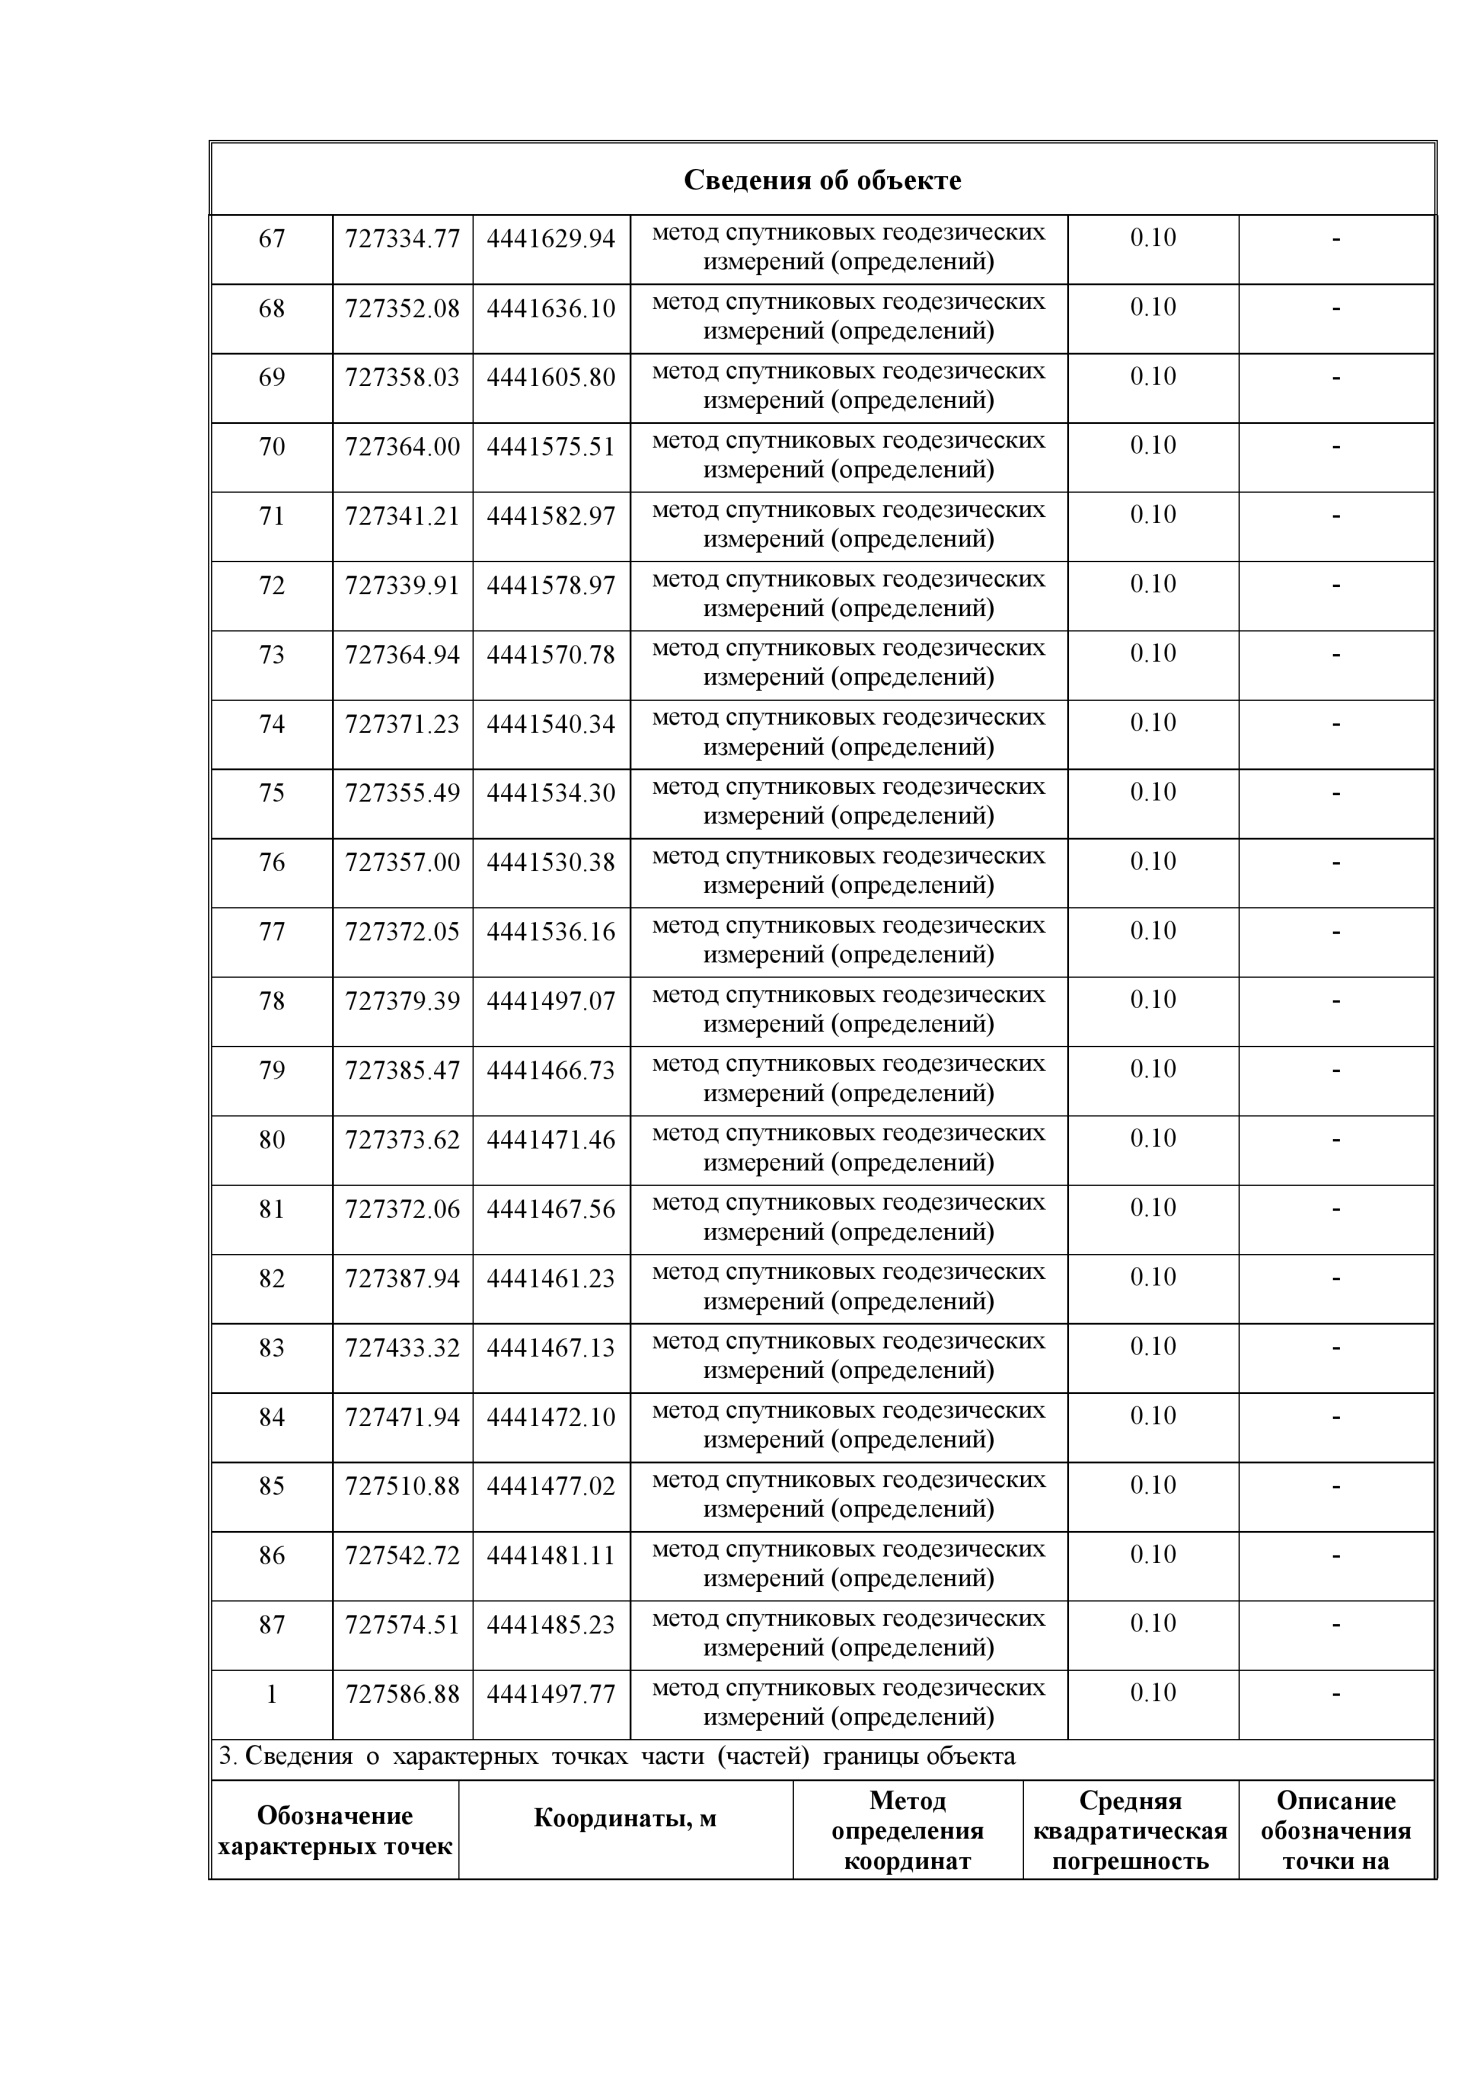 Сведения об объекте
67 727334.77 4441629.94 метод спутниковых геодезических измерений (определений) 0.10 -
68 727352.08 4441636.10 метод спутниковых геодезических измерений (определений) 0.10 -
69 727358.03 4441605.80 метод спутниковых геодезических измерений (определений) 0.10 -
70 727364.00 4441575.51 метод спутниковых геодезических измерений (определений) 0.10 -
71 727341.21 4441582.97 метод спутниковых геодезических измерений (определений) 0.10 -
72 727339.91 4441578.97 метод спутниковых геодезических измерений (определений) 0.10 -
73 727364.94 4441570.78 метод спутниковых геодезических измерений (определений) 0.10 -
74 727371.23 4441540.34 метод спутниковых геодезических измерений (определений) 0.10 -
75 727355.49 4441534.30 метод спутниковых геодезических измерений (определений) 0.10 -
76 727357.00 4441530.38 метод спутниковых геодезических измерений (определений) 0.10 -
77 727372.05 4441536.16 метод спутниковых геодезических измерений (определений) 0.10 -
78 727379.39 4441497.07 метод спутниковых геодезических измерений (определений) 0.10 -
79 727385.47 4441466.73 метод спутниковых геодезических измерений (определений) 0.10 -
80 727373.62 4441471.46 метод спутниковых геодезических измерений (определений) 0.10 -
81 727372.06 4441467.56 метод спутниковых геодезических измерений (определений) 0.10 -
82 727387.94 4441461.23 метод спутниковых геодезических измерений (определений) 0.10 -
83 727433.32 4441467.13 метод спутниковых геодезических измерений (определений) 0.10 -
84 727471.94 4441472.10 метод спутниковых геодезических измерений (определений) 0.10 -
85 727510.88 4441477.02 метод спутниковых геодезических измерений (определений) 0.10 -
86 727542.72 4441481.11 метод спутниковых геодезических измерений (определений) 0.10 -
87 727574.51 4441485.23 метод спутниковых геодезических измерений (определений) 0.10 -
1 727586.88 4441497.77 метод спутниковых геодезических измерений (определений) 0.10 -
3. Сведения о характерных точках части (частей) границы объекта
Обозначение
характерных точек
Координаты, м
Метод
определения
координат
Средняя
квадратическая
погрешность
Описание
обозначения
точки на